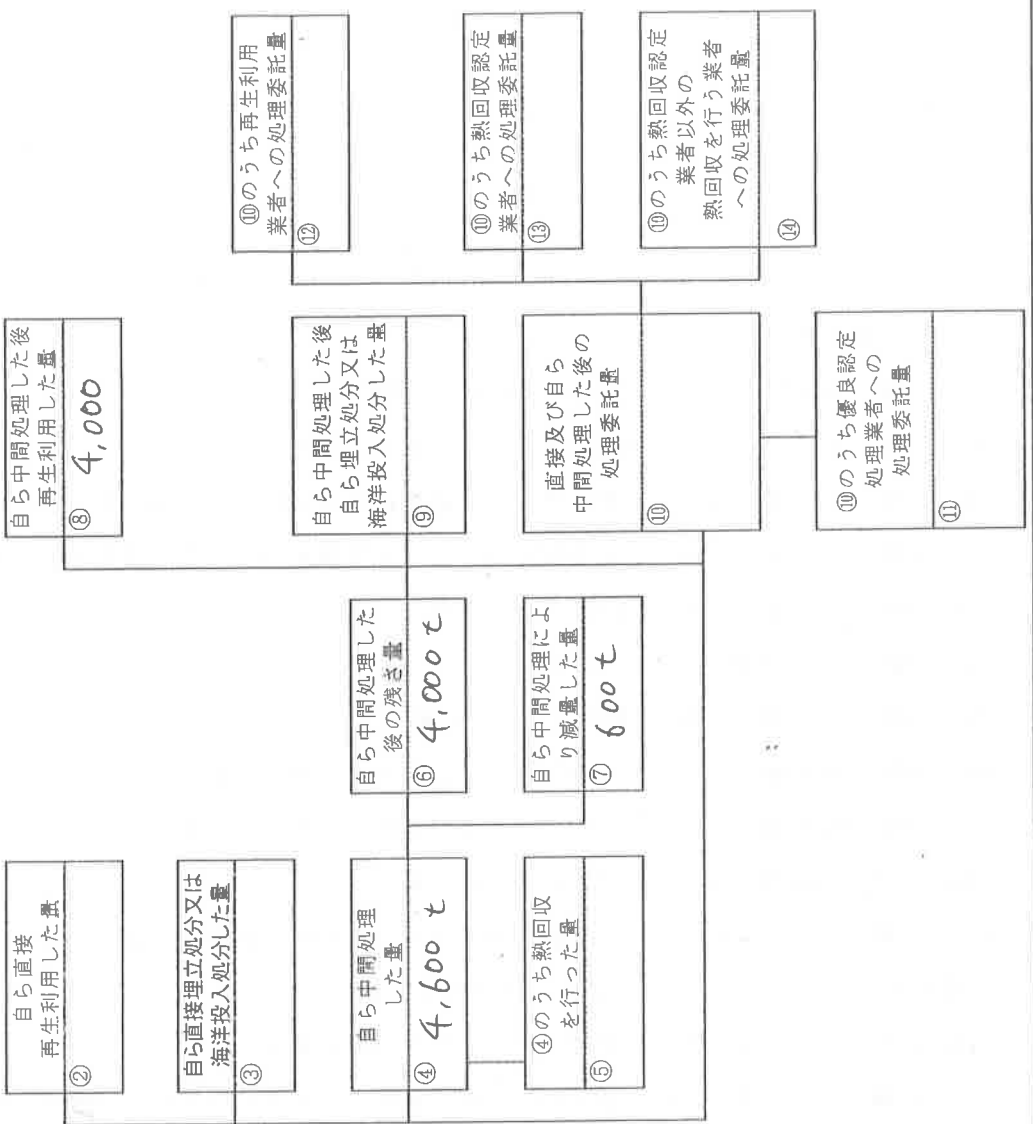 自ら直接
再生利用した量
②
自ら直接埋立処分又は
海洋投入処分した量
③
自ら中間処理
した量
④ 4,600 t
④のうち熱回収
を行った量
⑤
自ら中間処理した
後の残さ量
⑥ 4,000 t
自ら中間処理によ
り減量した量
⑦ 600 t
自ら中間処理した後
再生利用した量
⑧ 4,000
自ら中間処理した後
自ら埋立処分又は
海洋投入処分した量
⑨
直接及び自ら
中間処理した後の
処理委託量
⑩
⑩のうち優良認定
処理業者への
処理委託量
⑪
⑩のうち再生利用
業者への処理委託量
⑫
⑩のうち熱回収認定
業者への処理委託量
⑬
⑩のうち熱回収認定
業者以外の
熱回収を行う業者
への処理委託量
⑭